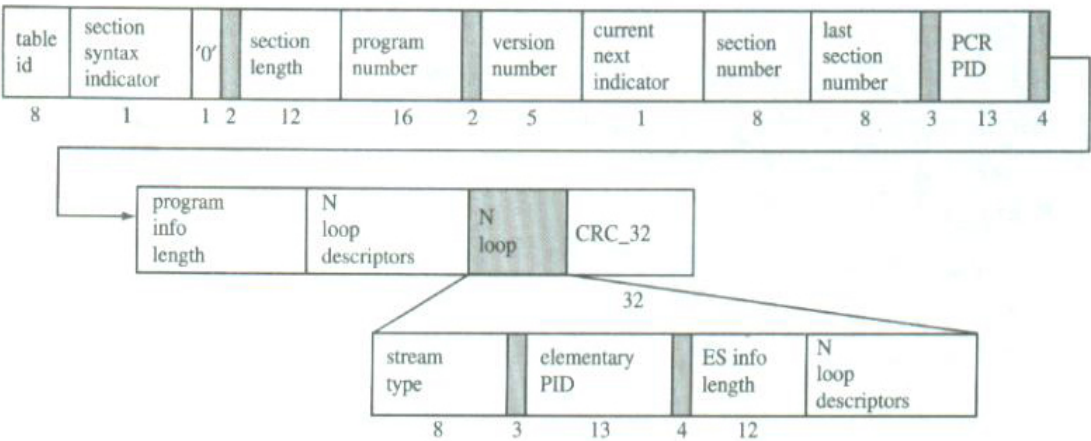 table id
section syntax indicator
'0'
section length
program number
version number
current next indicator
section number
last section number
PCR PID
8 1 1 2 12 16 2 5 1 8 8 3 13 4
program info length
N loop descriptors
N loop
CRC_32
32
stream type
elementary PID
ES info length
N loop descriptors
8 3 13 4 12